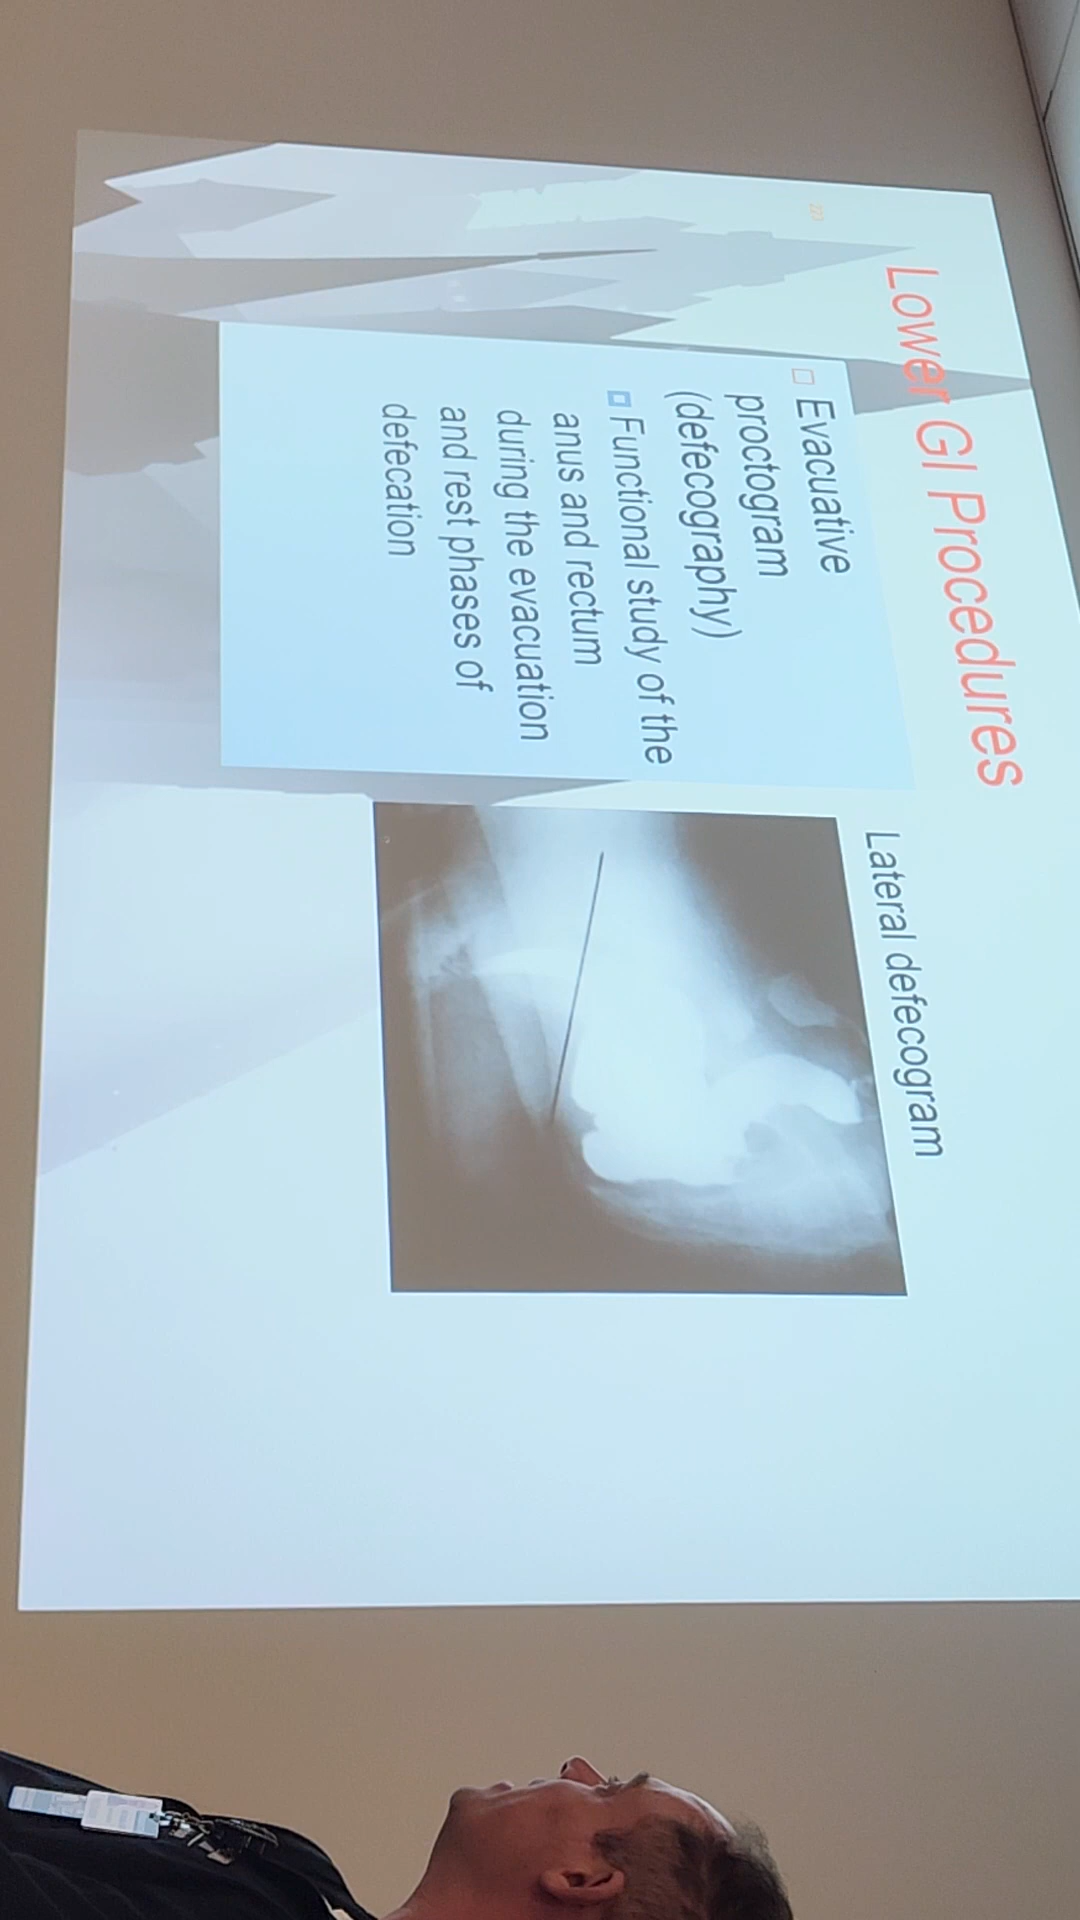 Lower GI Procedures
Evacuative
proctogram
(defecography)
Functional study of the
anus and rectum
during the evacuation
and rest phases of
defecation
Lateral defecogram